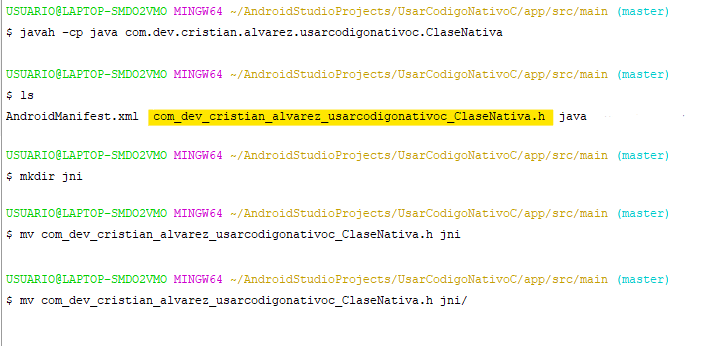 USUARIO@LAPTOP-SMDO2VMO MINGW64 ~/AndroidStudioProjects/UsarCodigoNativoC/app/src/main (master)
$ javah -cp java com.dev.cristian.alvarez.usarcodigonativoc.ClaseNativa
USUARIO@LAPTOP-SMDO2VMO MINGW64 ~/AndroidStudioProjects/UsarCodigoNativoC/app/src/main (master)
$ ls
AndroidManifest.xml com_dev_cristian_alvarez_usarcodigonativoc_ClaseNativa.h java
USUARIO@LAPTOP-SMDO2VMO MINGW64 ~/AndroidStudioProjects/UsarCodigoNativoC/app/src/main (master)
$ mkdir jni
USUARIO@LAPTOP-SMDO2VMO MINGW64 ~/AndroidStudioProjects/UsarCodigoNativoC/app/src/main (master)
$ mv com_dev_cristian_alvarez_usarcodigonativoc_ClaseNativa.h jni
USUARIO@LAPTOP-SMDO2VMO MINGW64 ~/AndroidStudioProjects/UsarCodigoNativoC/app/src/main (master)
$ mv com_dev_cristian_alvarez_usarcodigonativoc_ClaseNativa.h jni/